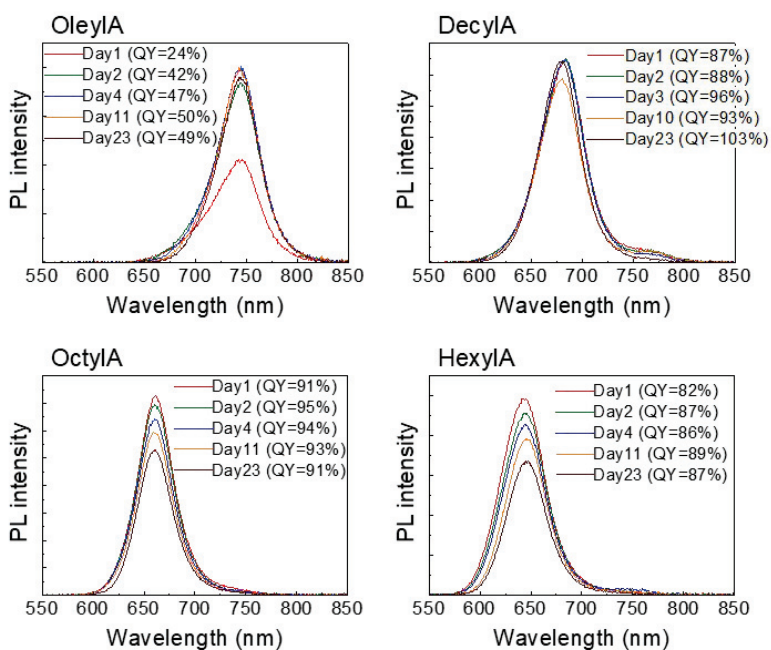 OleylA
Day1 (QY=24%)
Day2 (QY=42%)
Day4 (QY=47%)
Day11 (QY=50%)
Day23 (QY=49%)
PL intensity
550 600 650 700 750 800 850
Wavelength (nm)
DecylA
Day1 (QY=87%)
Day2 (QY=88%)
Day3 (QY=96%)
Day10 (QY=93%)
Day23 (QY=103%)
PL intensity
550 600 650 700 750 800 850
Wavelength (nm)
OctylA
Day1 (QY=91%)
Day2 (QY=95%)
Day4 (QY=94%)
Day11 (QY=93%)
Day23 (QY=91%)
PL intensity
550 600 650 700 750 800 850
Wavelength (nm)
HexylA
Day1 (QY=82%)
Day2 (QY=87%)
Day4 (QY=86%)
Day11 (QY=89%)
Day23 (QY=87%)
PL intensity
550 600 650 700 750 800 850
Wavelength (nm)